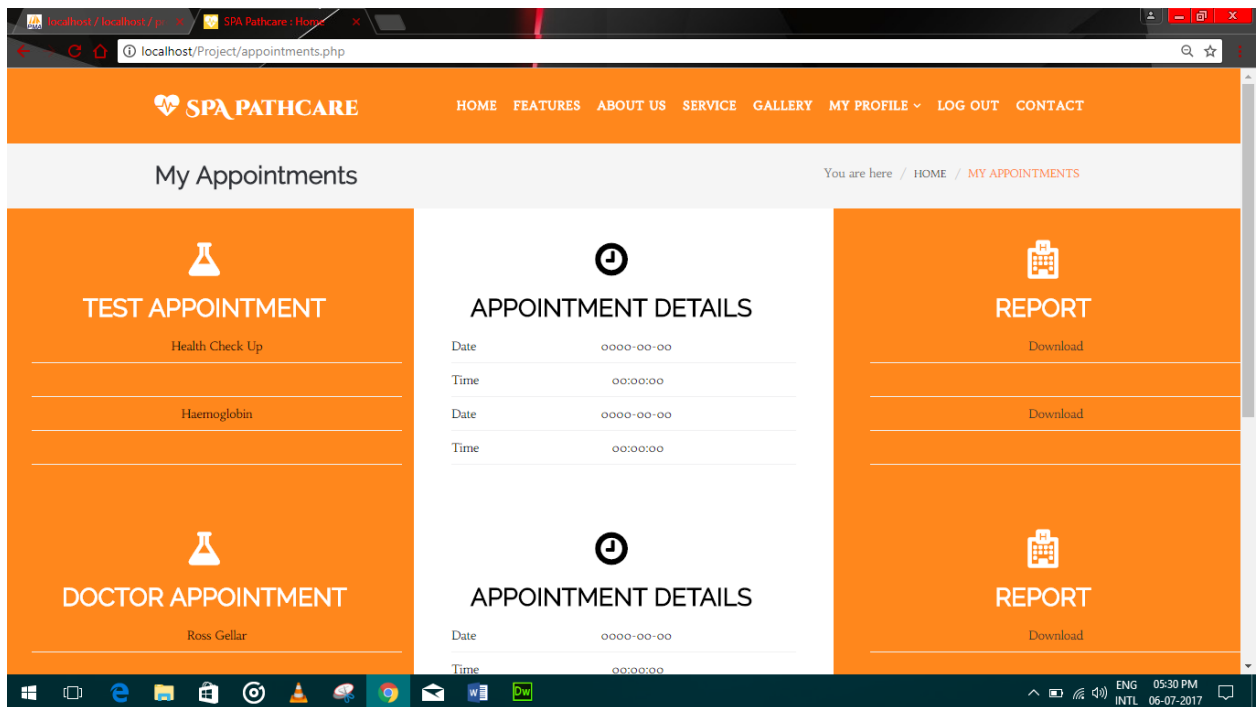 localhost / localhost / p
SPA Pathcare : Home
localhost/Project/appointments.php
SPA PATHCARE
HOME FEATURES ABOUT US SERVICE GALLERY MY PROFILE LOG OUT CONTACT
My Appointments
You are here / HOME / MY APPOINTMENTS
TEST APPOINTMENT
Health Check Up
Haemoglobin
APPOINTMENT DETAILS
Date 0000-00-00
Time 00:00:00
Date 0000-00-00
Time 00:00:00
REPORT
Download
Download
DOCTOR APPOINTMENT
Ross Gellar
APPOINTMENT DETAILS
Date 0000-00-00
Time 00:00:00
REPORT
Download
Dw
ENG 05:30 PM
INTL 06-07-2017